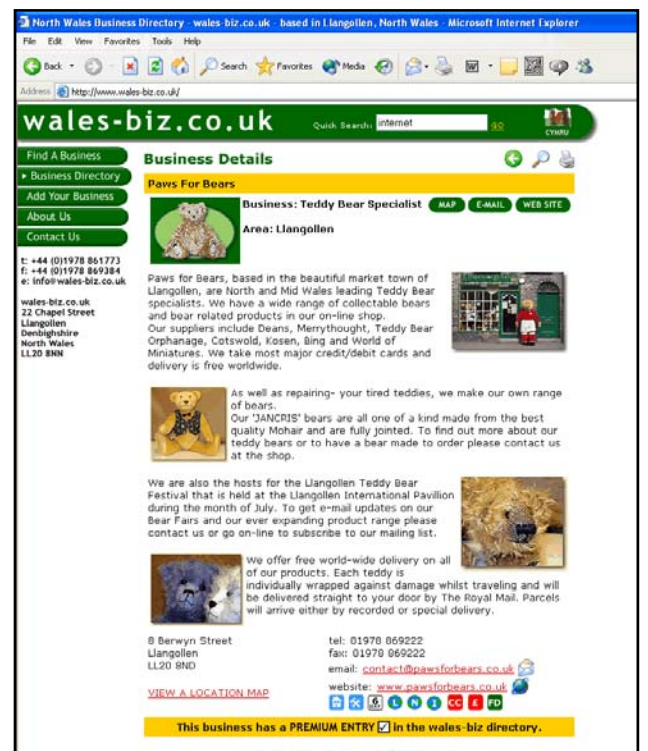 North Wales Business Directory - wales-biz.co.uk - based in Llangollen, North Wales - Microsoft Internet Explorer
File Edit View Favorites Tools Help
Back Search Favorites Media
Address http://www.wales-biz.co.uk/
wales-biz.co.uk Quick Search: internet go CYMRU
Find A Business
Business Directory
Add Your Business
About Us
Contact Us
t: +44 (0)1978 861773
f: +44 (0)1978 869384
e: info@wales-biz.co.uk
wales-biz.co.uk
22 Chapel Street
Llangollen
Denbighshire
North Wales
LL20 8NN
Business Details
Paws For Bears
Business: Teddy Bear Specialist MAP E-MAIL WEB SITE
Area: Llangollen
Paws for Bears, based in the beautiful market town of
Llangollen, are North and Mid Wales leading Teddy Bear
specialists. We have a wide range of collectable bears
and bear related products in our on-line shop.
Our suppliers include Deans, Merrythought, Teddy Bear
Orphanage, Cotswold, Kosen, Bing and World of
Miniatures. We take most major credit/debit cards and
delivery is free worldwide.
As well as repairing- your tired teddies, we make our own range
of bears.
Our 'JANCRIS' bears are all one of a kind made from the best
quality Mohair and are fully jointed. To find out more about our
teddy bears or to have a bear made to order please contact us
at the shop.
We are also the hosts for the Llangollen Teddy Bear
Festival that is held at the Llangollen International Pavillion
during the month of July. To get e-mail updates on our
Bear Fairs and our ever expanding product range please
contact us or go on-line to subscribe to our mailing list.
We offer free world-wide delivery on all
of our products. Each teddy is
individually wrapped against damage whilst traveling and will
be delivered straight to your door by The Royal Mail. Parcels
will arrive either by recorded or special delivery.
8 Berwyn Street
Llangollen
LL20 8ND
VIEW A LOCATION MAP
tel: 01978 869222
fax: 01978 869222
email: contact@pawsforbears.co.uk
website: www.pawsforbears.co.uk
6 L N I CC £ FD
This business has a PREMIUM ENTRY in the wales-biz directory.